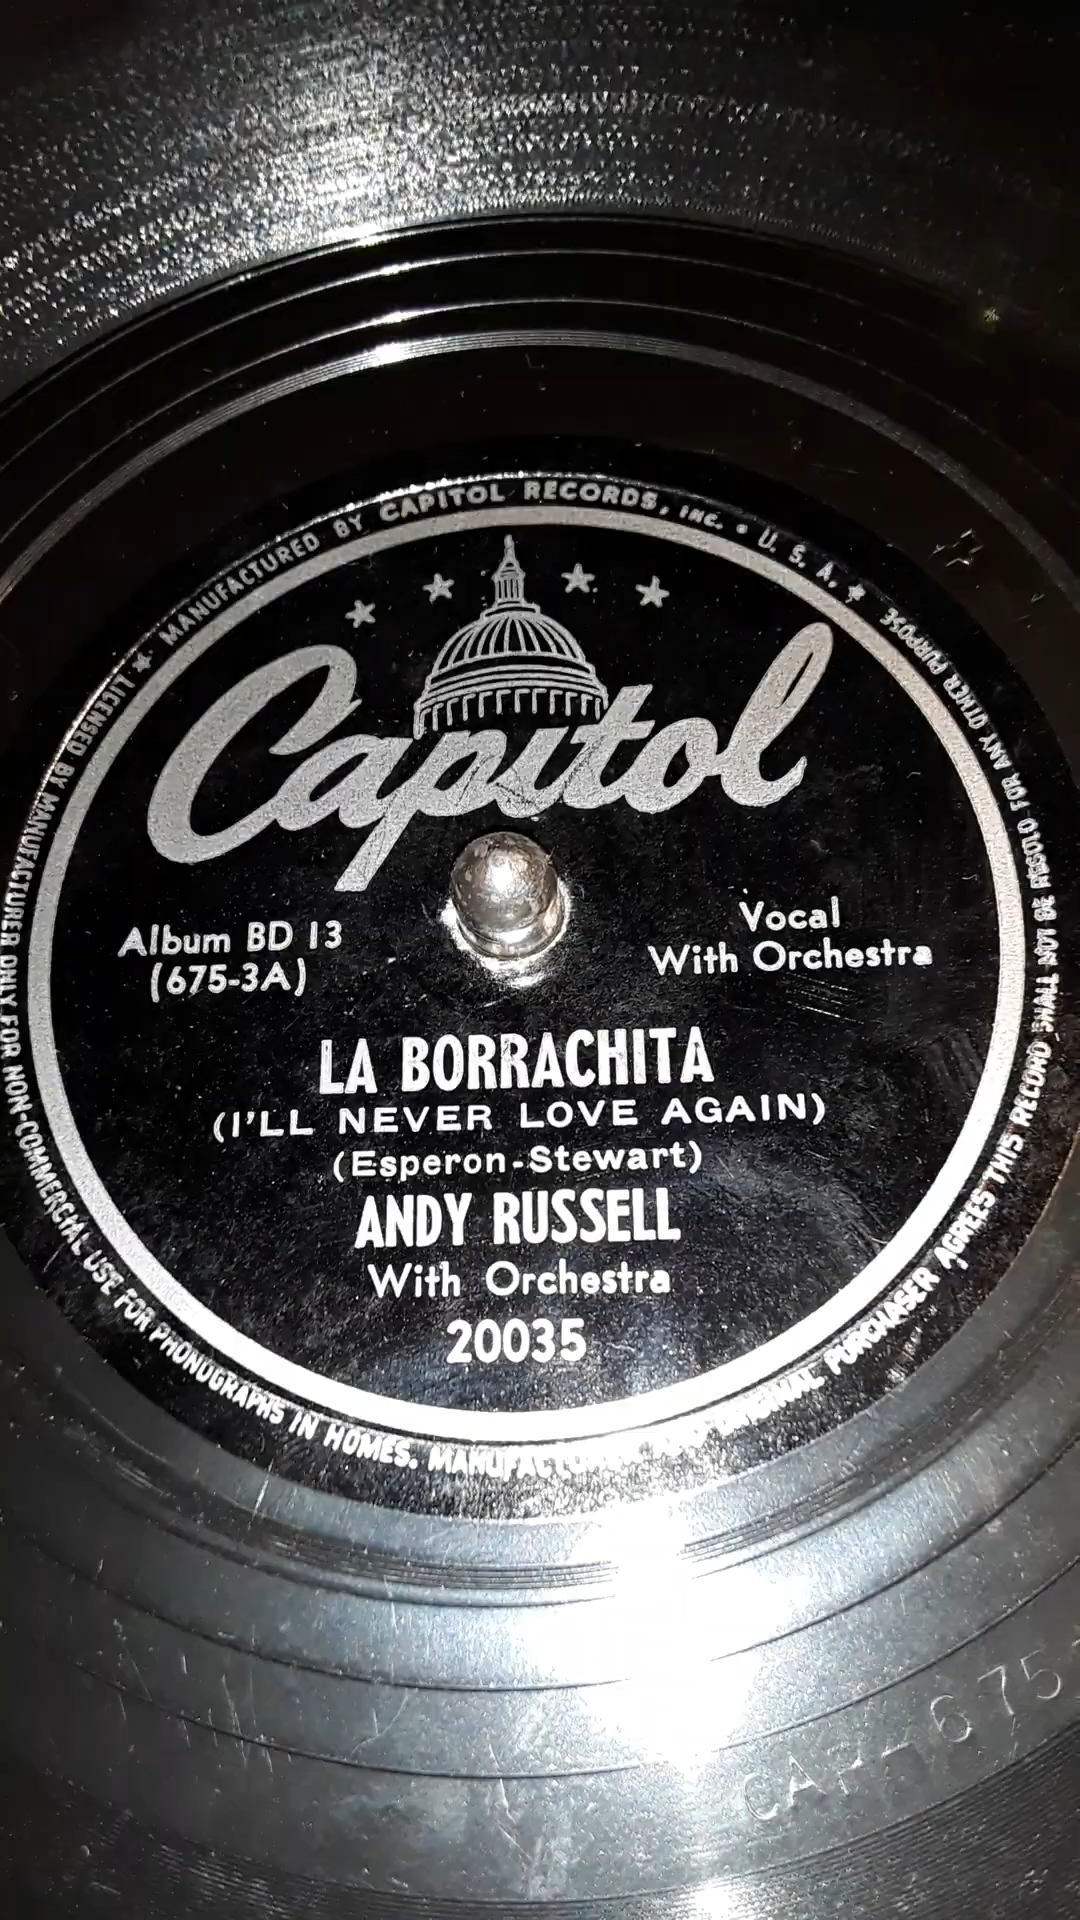 MANUFACTURED BY CAPITOL RECORDS, INC. • U. S. A. ★
Capitol
Album BD 13
(675-3A)
Vocal
With Orchestra
LA BORRACHITA
(I'LL NEVER LOVE AGAIN)
(Esperon-Stewart)
ANDY RUSSELL
With Orchestra
20035
★ LICENSED BY MANUFACTURER ONLY FOR NON-COMMERCIAL USE FOR PHONOGRAPHS IN HOMES. ORIGINAL PURCHASER AGREES THIS RECORD SHALL NOT BE RESOLD FOR ANY OTHER PURPOSE
675